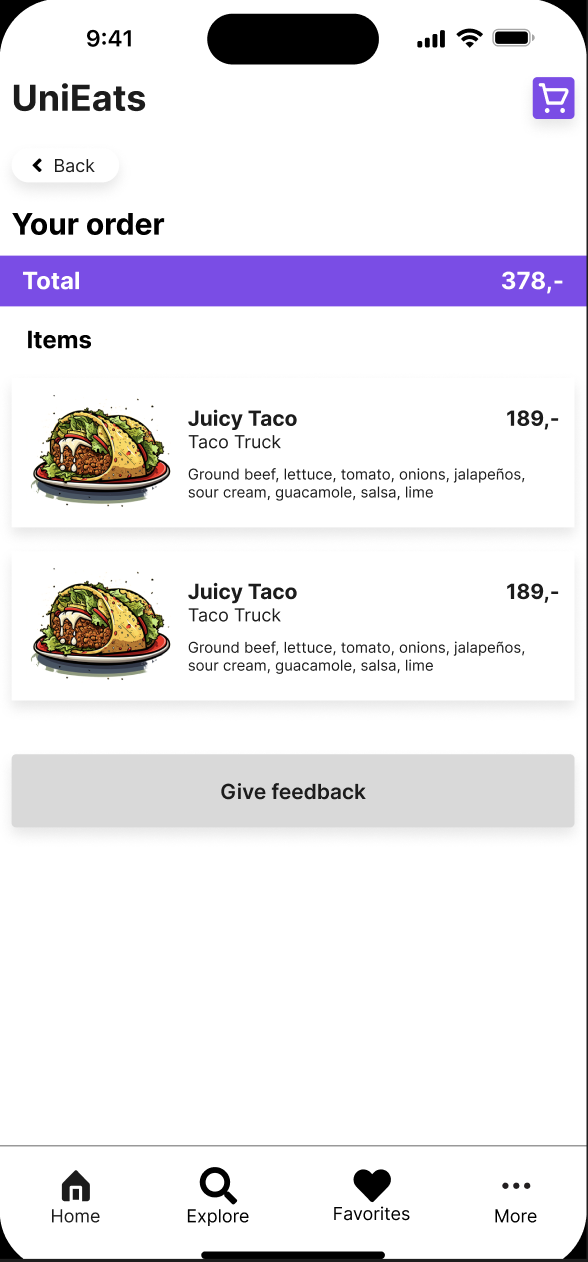 9:41
UniEats
Back
Your order
Total 378,-
Items
Juicy Taco 189,-
Taco Truck
Ground beef, lettuce, tomato, onions, jalapeños,
sour cream, guacamole, salsa, lime
Juicy Taco 189,-
Taco Truck
Ground beef, lettuce, tomato, onions, jalapeños,
sour cream, guacamole, salsa, lime
Give feedback
Home Explore Favorites More